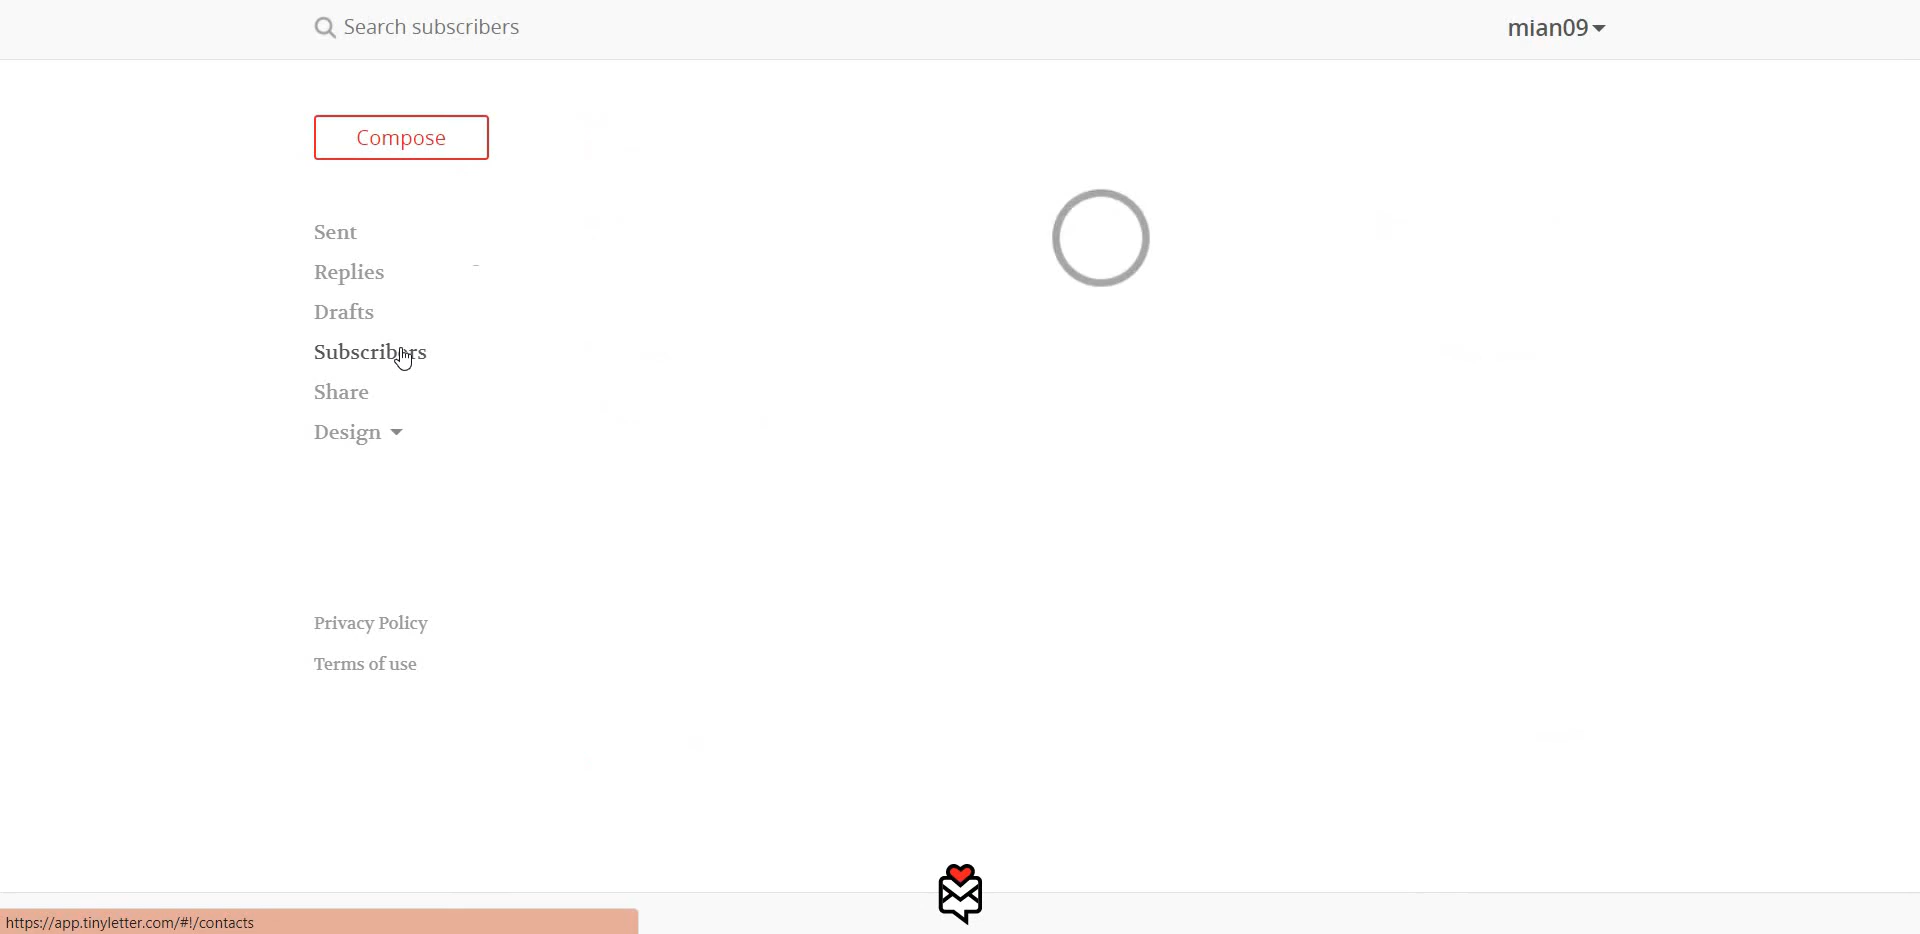 Search subscribers
mian09
Compose
Sent
Replies
Drafts
Subscribers
Share
Design
Privacy Policy
Terms of use
https://app.tinyletter.com/#!/contacts